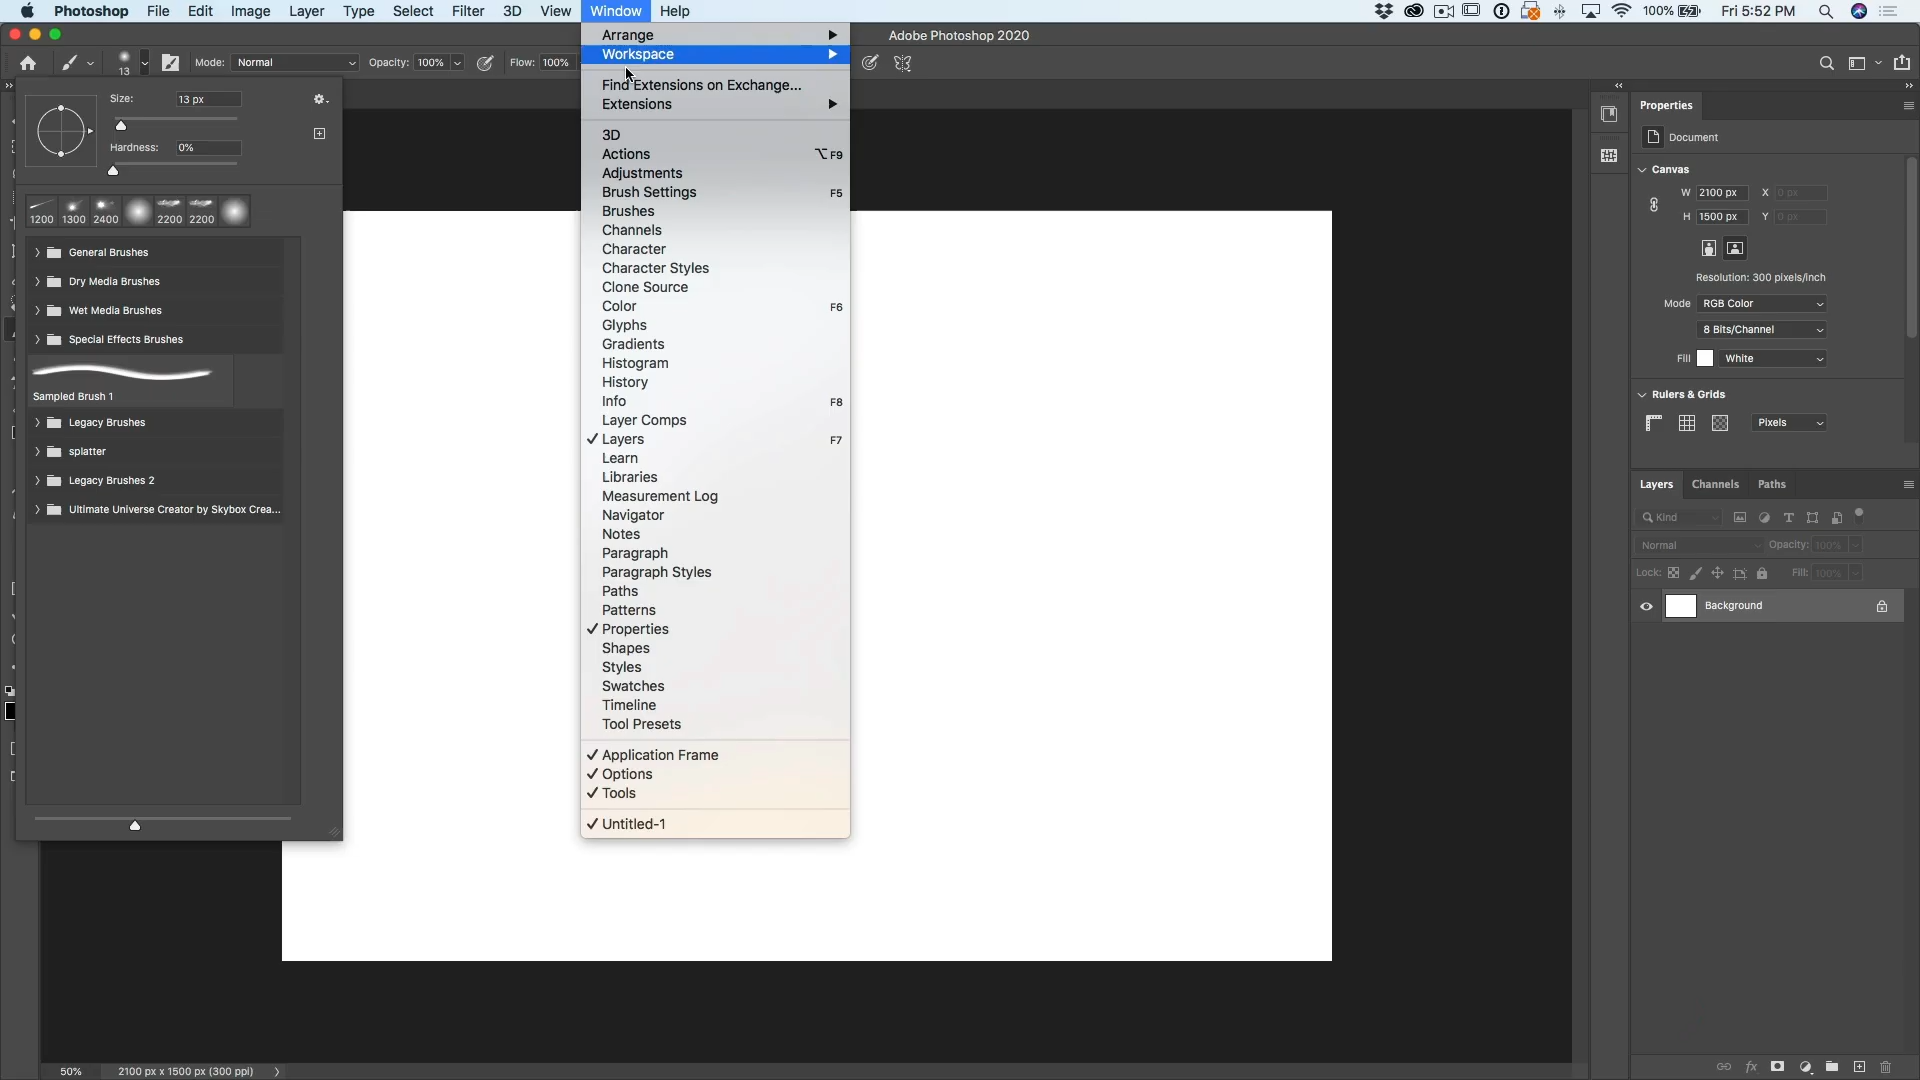 Photoshop File Edit Image Layer Type Select Filter 3D View Window Help 100% Fri 5:52 PM
Adobe Photoshop 2020
13 Mode: Normal Opacity: 100% Flow: 100%
Size: 13 px
Hardness: 0%
1200 1300 2400 2200 2200
General Brushes
Dry Media Brushes
Wet Media Brushes
Special Effects Brushes
Sampled Brush 1
Legacy Brushes
splatter
Legacy Brushes 2
Ultimate Universe Creator by Skybox Crea...
Arrange
Workspace
Find Extensions on Exchange...
Extensions
3D
Actions ⌥F9
Adjustments
Brush Settings F5
Brushes
Channels
Character
Character Styles
Clone Source
Color F6
Glyphs
Gradients
Histogram
History
Info F8
Layer Comps
✓ Layers F7
Learn
Libraries
Measurement Log
Navigator
Notes
Paragraph
Paragraph Styles
Paths
Patterns
✓ Properties
Shapes
Styles
Swatches
Timeline
Tool Presets
✓ Application Frame
✓ Options
✓ Tools
✓ Untitled-1
Properties
Document
Canvas
W 2100 px X 0 px
H 1500 px Y 0 px
Resolution: 300 pixels/inch
Mode RGB Color
8 Bits/Channel
Fill White
Rulers & Grids
Pixels
Layers Channels Paths
Kind
Normal Opacity: 100%
Lock: Fill: 100%
Background
fx
50% 2100 px x 1500 px (300 ppi)